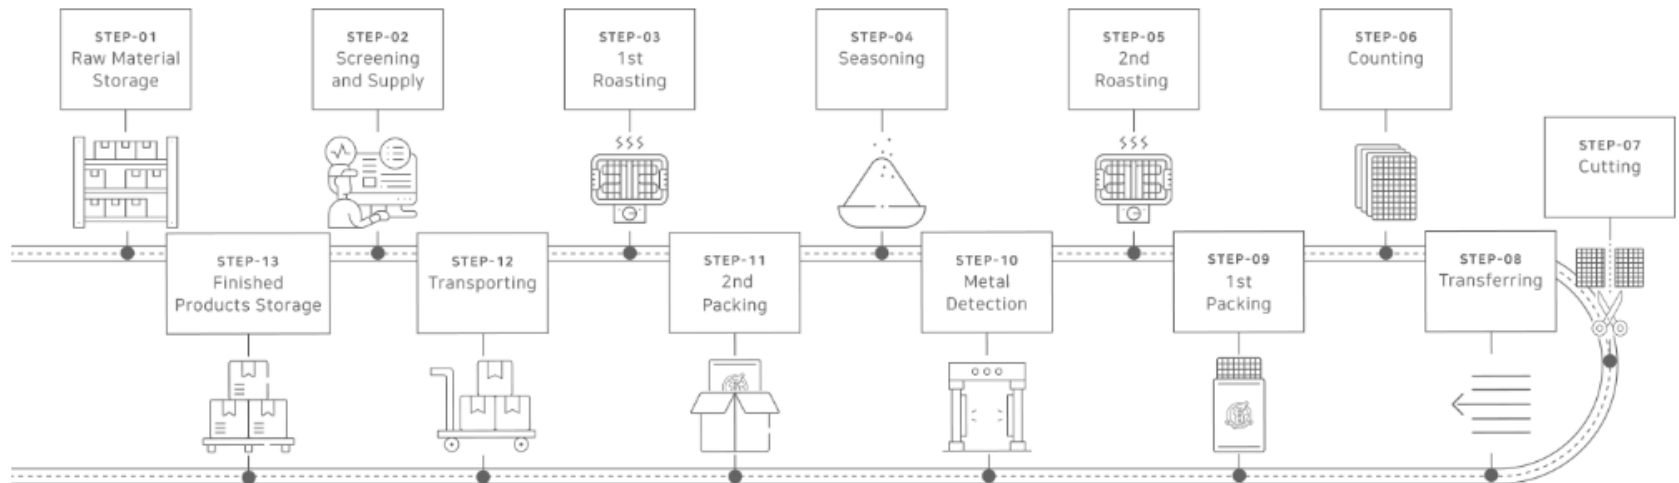 STEP-01
Raw Material
Storage
STEP-02
Screening
and Supply
STEP-03
1st
Roasting
STEP-04
Seasoning
STEP-05
2nd
Roasting
STEP-06
Counting
STEP-07
Cutting
STEP-08
Transferring
STEP-09
1st
Packing
STEP-10
Metal
Detection
STEP-11
2nd
Packing
STEP-12
Transporting
STEP-13
Finished
Products Storage